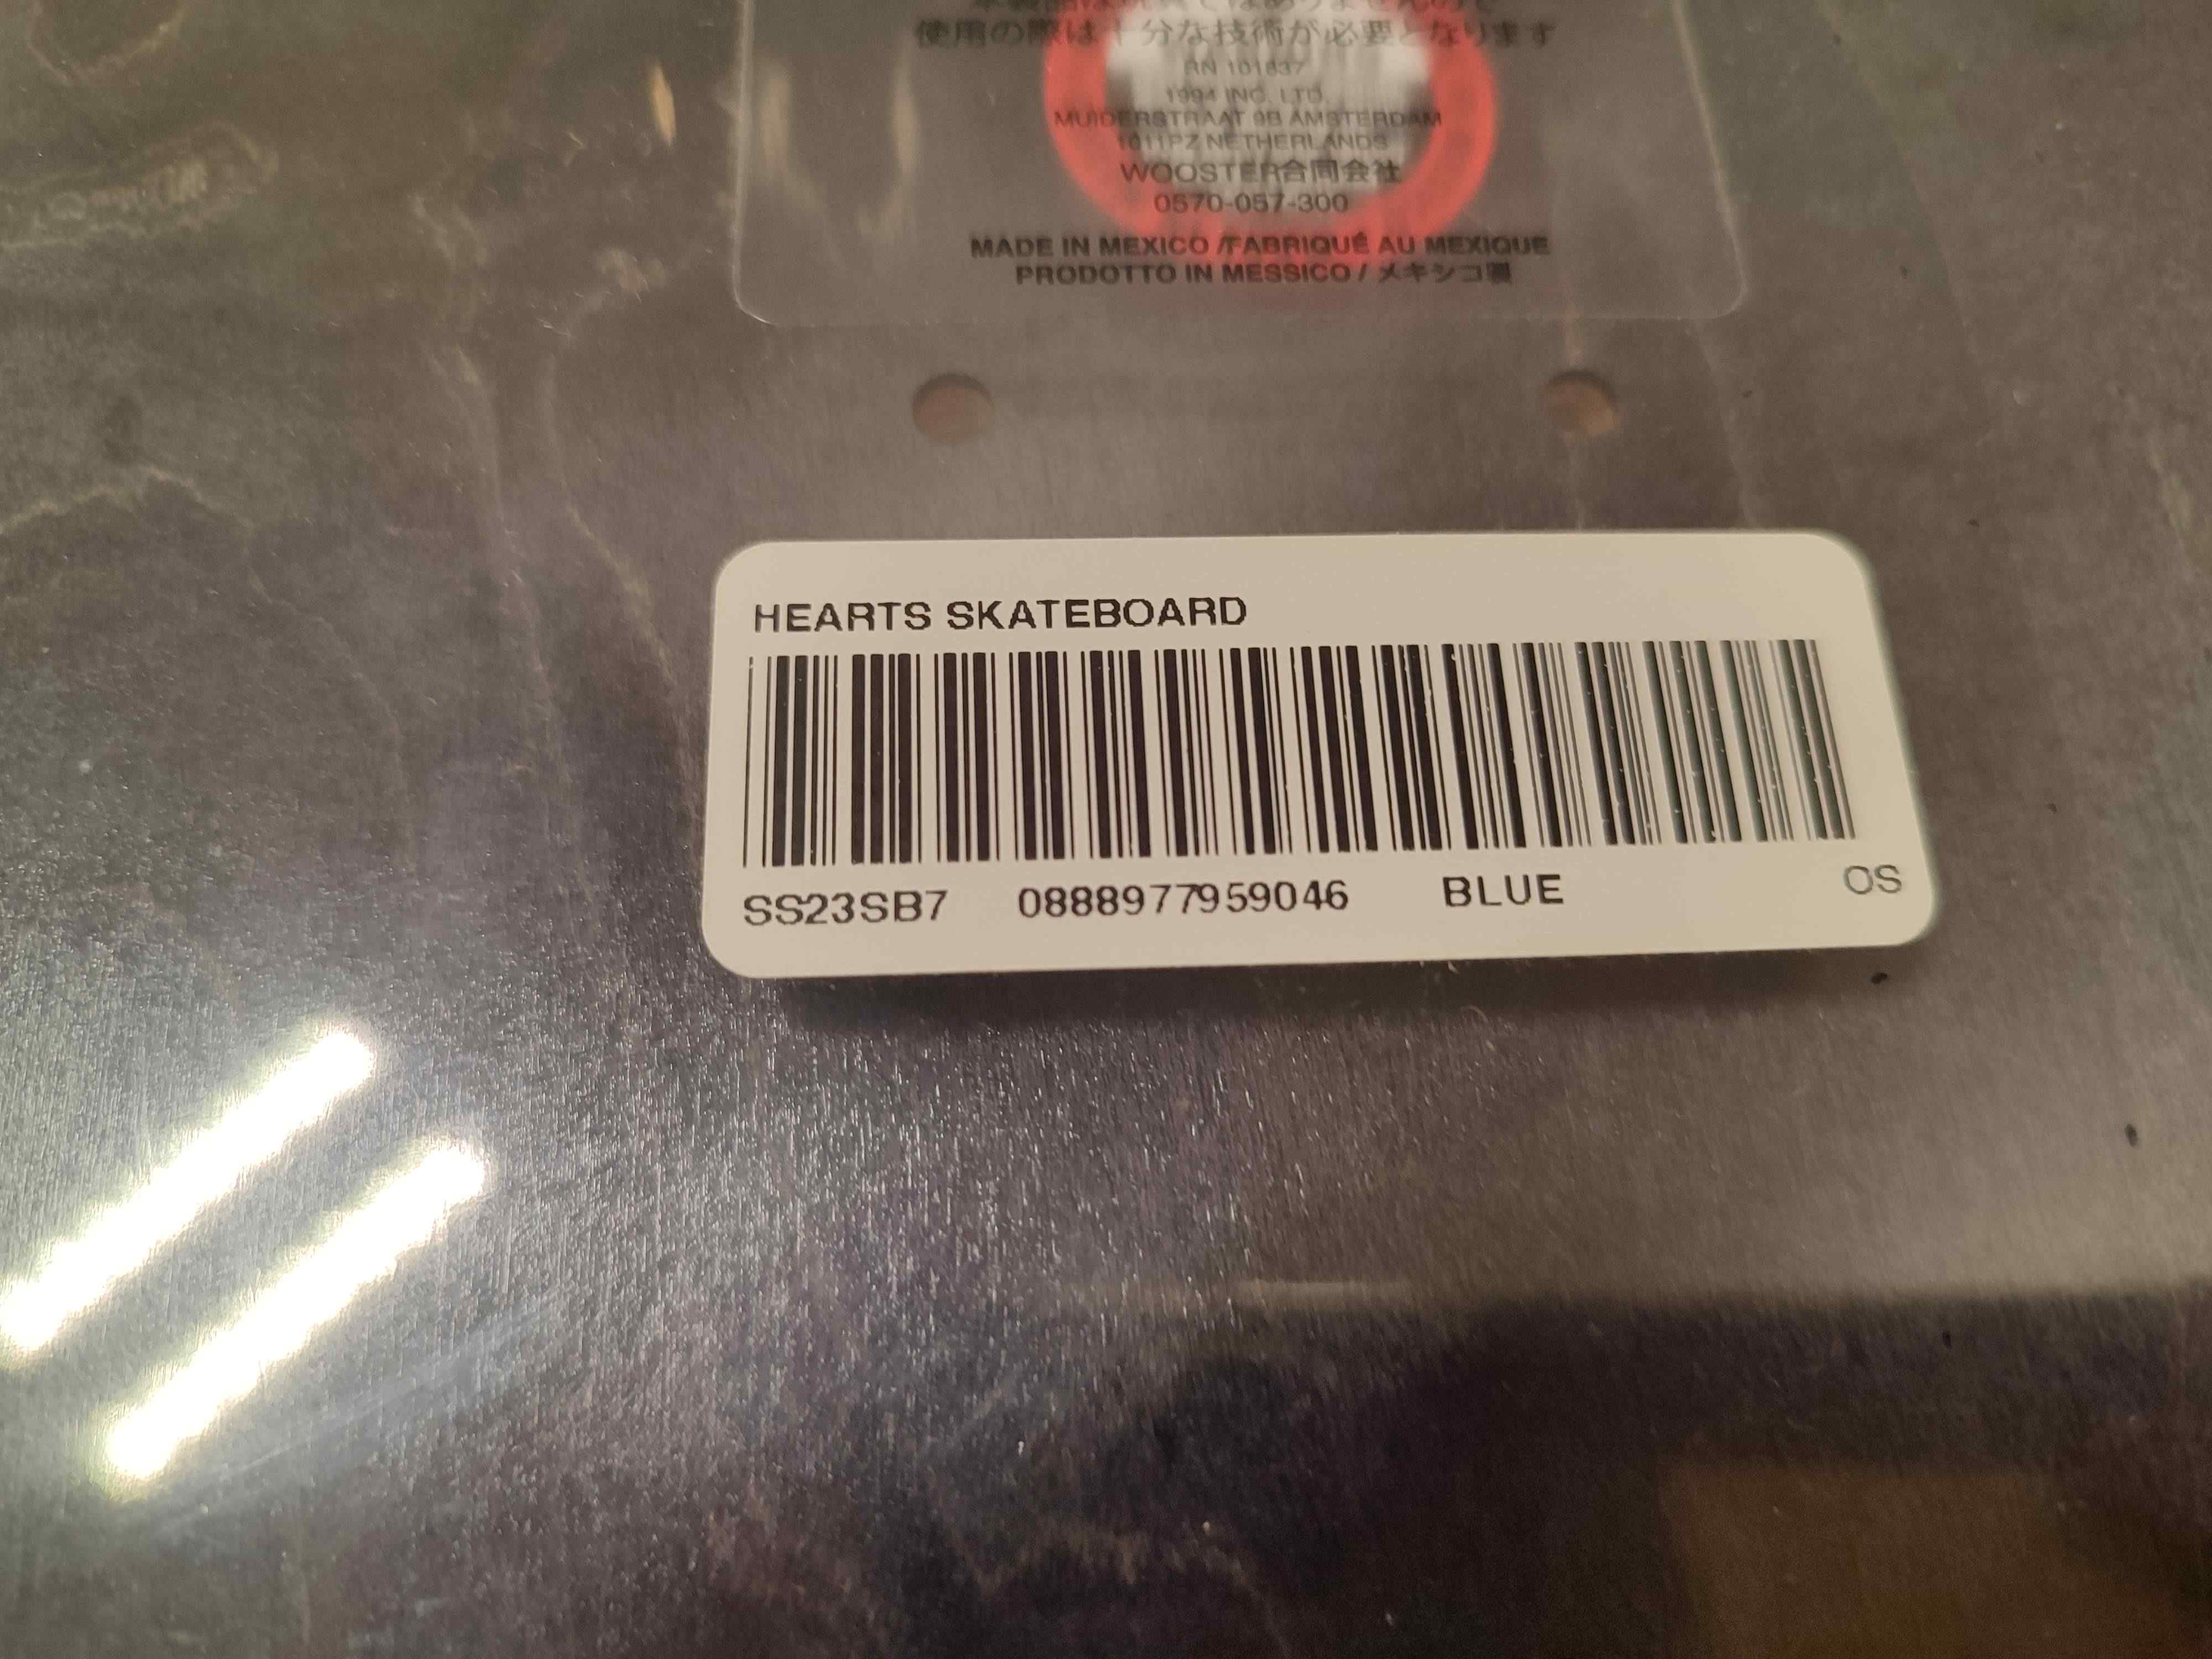 使用の際は十分な技術が必要となります
RN 101837
1994 INC. LTD.
MUIDERSTRAAT 9B AMSTERDAM
1011PZ NETHERLANDS
WOOSTER合同会社
0570-057-300
MADE IN MEXICO / FABRIQUÉ AU MEXIQUE
PRODOTTO IN MESSICO / メキシコ製
HEARTS SKATEBOARD
SS23SB7 0888977959046 BLUE OS